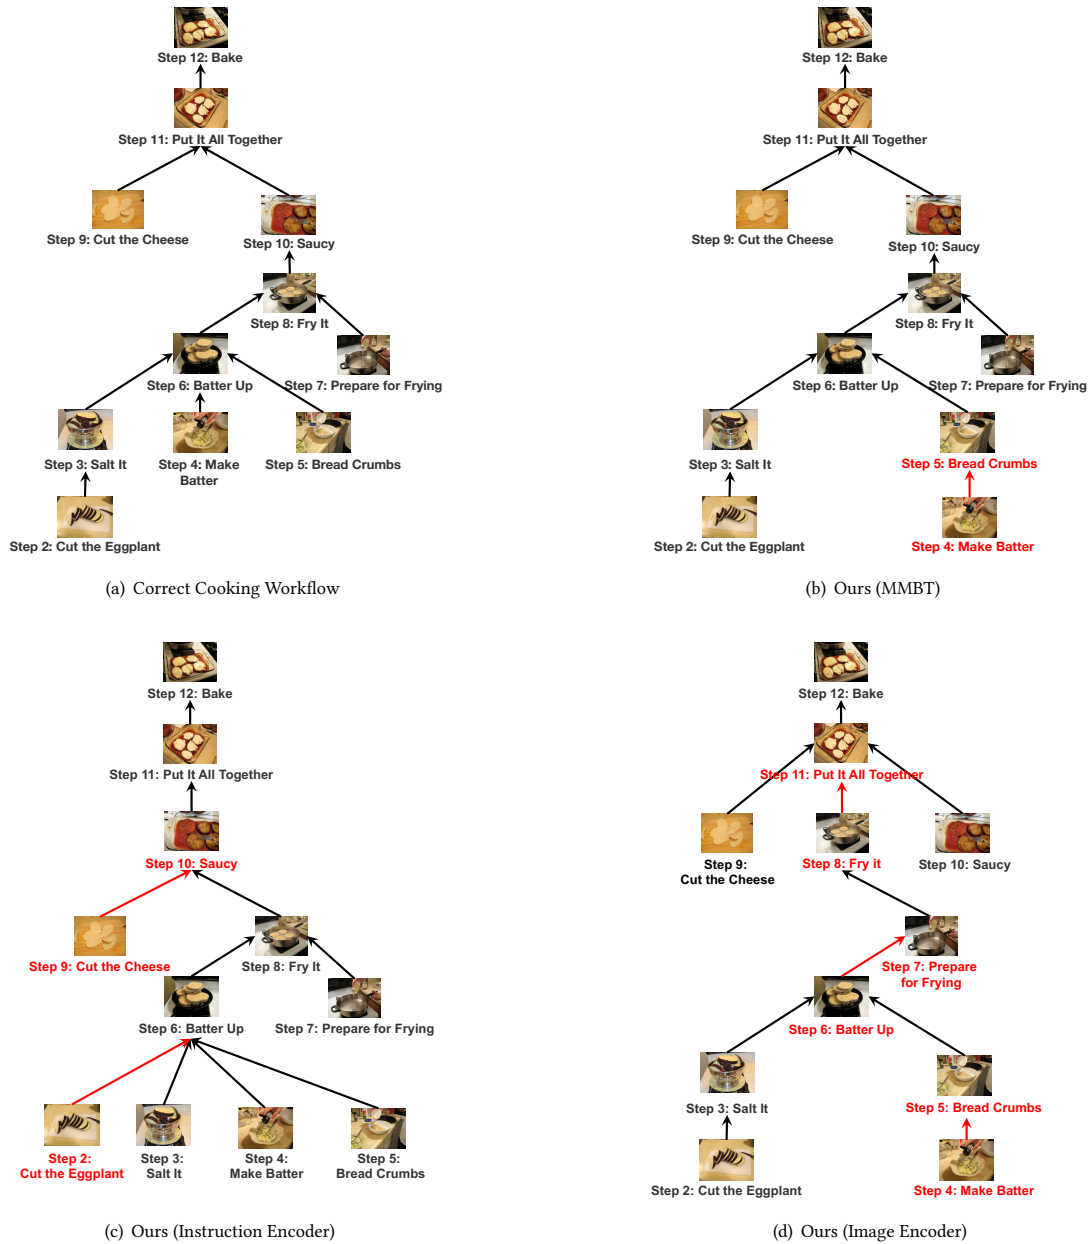 Step 12: Bake
Step 11: Put It All Together
Step 9: Cut the Cheese
Step 10: Saucy
Step 8: Fry It
Step 6: Batter Up
Step 7: Prepare for Frying
Step 3: Salt It
Step 4: Make
Batter
Step 5: Bread Crumbs
Step 2: Cut the Eggplant
(a) Correct Cooking Workflow
Step 12: Bake
Step 11: Put It All Together
Step 9: Cut the Cheese
Step 10: Saucy
Step 8: Fry It
Step 6: Batter Up
Step 7: Prepare for Frying
Step 3: Salt It
Step 5: Bread Crumbs
Step 2: Cut the Eggplant
Step 4: Make Batter
(b) Ours (MMBT)
Step 12: Bake
Step 11: Put It All Together
Step 10: Saucy
Step 9: Cut the Cheese
Step 8: Fry It
Step 6: Batter Up
Step 7: Prepare for Frying
Step 2:
Cut the Eggplant
Step 3:
Salt It
Step 4:
Make Batter
Step 5:
Bread Crumbs
(c) Ours (Instruction Encoder)
Step 12: Bake
Step 11: Put It All Together
Step 9:
Cut the Cheese
Step 8: Fry it
Step 10: Saucy
Step 7: Prepare
for Frying
Step 6: Batter Up
Step 3: Salt It
Step 5: Bread Crumbs
Step 2: Cut the Eggplant
Step 4: Make Batter
(d) Ours (Image Encoder)